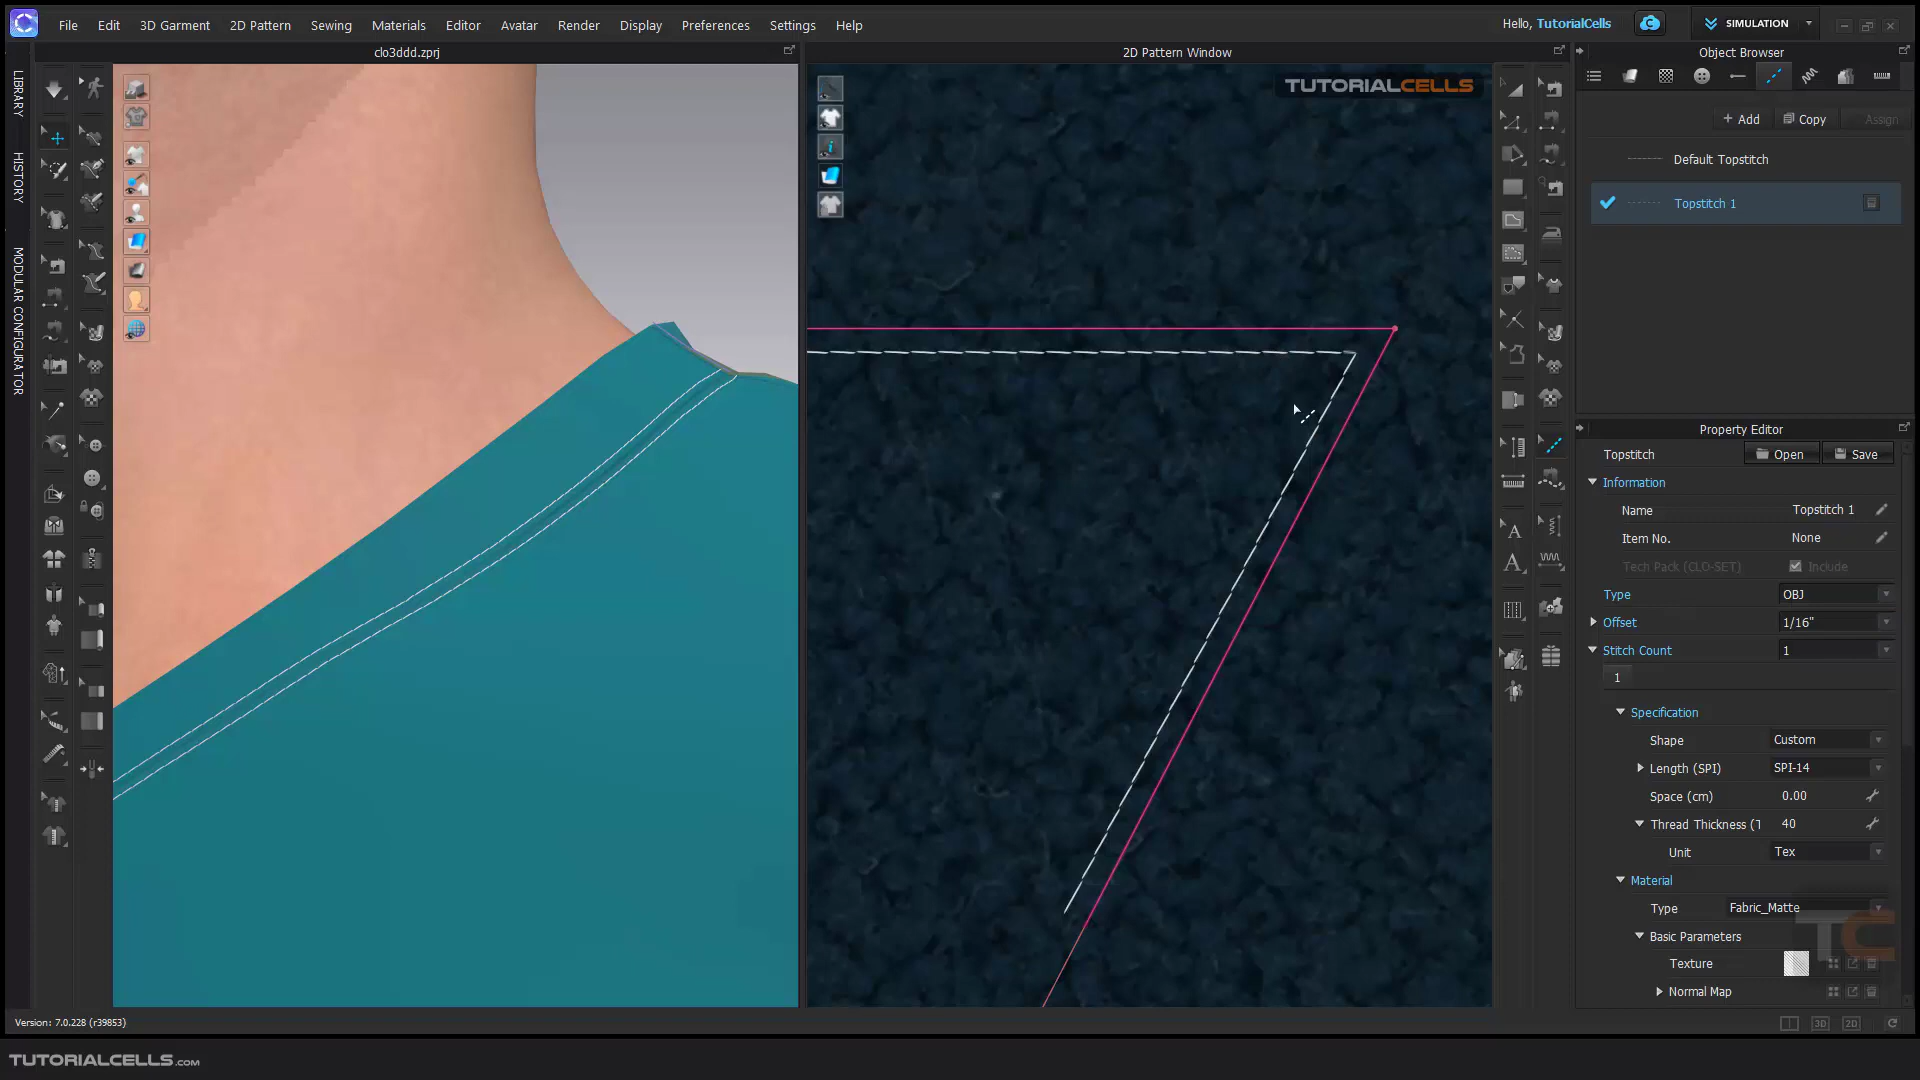 File Edit 3D Garment 2D Pattern Sewing Materials Editor Avatar Render Display Preferences Settings Help
Hello, TutorialCells
SIMULATION
clo3ddd.zprj
2D Pattern Window
Object Browser
LIBRARY
HISTORY
MODULAR CONFIGURATOR
TUTORIALCELLS
+ Add
Copy
Assign
Default Topstitch
Topstitch 1
Property Editor
Topstitch
Open
Save
Information
Name Topstitch 1
Item No. None
Tech Pack (CLO-SET) Include
Type OBJ
Offset 1/16"
Stitch Count 1
1
Specification
Shape Custom
Length (SPI) SPI-14
Space (cm) 0.00
Thread Thickness (T 40
Unit Tex
Material
Type Fabric_Matte
Basic Parameters
Texture
Normal Map
TC
3D
2D
Version: 7.0.228 (r39853)
TUTORIALCELLS.com